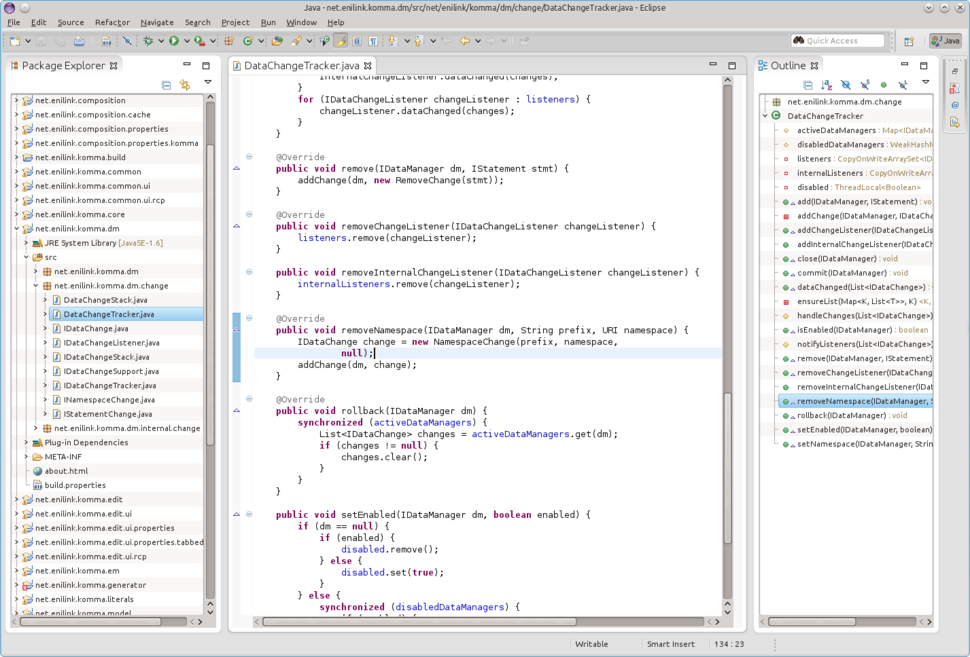 Java - net.enilink.komma.dm/src/net/enilink/komma/dm/change/DataChangeTracker.java - Eclipse
File Edit Source Refactor Navigate Search Project Run Window Help
Quick Access
Java
Package Explorer
net.enilink.composition
net.enilink.composition.cache
net.enilink.composition.properties
net.enilink.composition.properties.komma
net.enilink.komma.build
net.enilink.komma.common
net.enilink.komma.common.ui
net.enilink.komma.common.ui.rcp
net.enilink.komma.core
net.enilink.komma.dm
JRE System Library [JavaSE-1.6]
src
net.enilink.komma.dm
net.enilink.komma.dm.change
DataChangeStack.java
DataChangeTracker.java
IDataChange.java
IDataChangeListener.java
IDataChangeStack.java
IDataChangeSupport.java
IDataChangeTracker.java
INamespaceChange.java
IStatementChange.java
net.enilink.komma.dm.internal.change
Plug-in Dependencies
META-INF
about.html
build.properties
net.enilink.komma.edit
net.enilink.komma.edit.ui
net.enilink.komma.edit.ui.properties
net.enilink.komma.edit.ui.properties.tabbed
net.enilink.komma.edit.ui.rcp
net.enilink.komma.em
net.enilink.komma.generator
net.enilink.komma.literals
net.enilink.komma.model
DataChangeTracker.java
internalChangeListener.dataChanged(changes);
}
for (IDataChangeListener changeListener : listeners) {
changeListener.dataChanged(changes);
}
}
@Override
public void remove(IDataManager dm, IStatement stmt) {
addChange(dm, new RemoveChange(stmt));
}
@Override
public void removeChangeListener(IDataChangeListener changeListener) {
listeners.remove(changeListener);
}
public void removeInternalChangeListener(IDataChangeListener changeListener) {
internalListeners.remove(changeListener);
}
@Override
public void removeNamespace(IDataManager dm, String prefix, URI namespace) {
IDataChange change = new NamespaceChange(prefix, namespace,
null);
addChange(dm, change);
}
@Override
public void rollback(IDataManager dm) {
synchronized (activeDataManagers) {
List<IDataChange> changes = activeDataManagers.get(dm);
if (changes != null) {
changes.clear();
}
}
}
public void setEnabled(IDataManager dm, boolean enabled) {
if (dm == null) {
if (enabled) {
disabled.remove();
} else {
disabled.set(true);
}
} else {
synchronized (disabledDataManagers) {
Outline
net.enilink.komma.dm.change
DataChangeTracker
activeDataManagers : Map<IDataMa
disabledDataManagers : WeakHashM
listeners : CopyOnWriteArraySet<ID
internalListeners : CopyOnWriteArra
disabled : ThreadLocal<Boolean>
add(IDataManager, IStatement) : vo
addChange(IDataManager, IDataCha
addChangeListener(IDataChangeLis
addInternalChangeListener(IDataCh
close(IDataManager) : void
commit(IDataManager) : void
dataChanged(List<IDataChange>) :
ensureList(Map<K, List<T>>, K) <K,
handleChanges(List<IDataChange>)
isEnabled(IDataManager) : boolean
notifyListeners(List<IDataChange>)
remove(IDataManager, IStatement)
removeChangeListener(IDataChange
removeInternalChangeListener(IDat
removeNamespace(IDataManager, S
rollback(IDataManager) : void
setEnabled(IDataManager, boolean)
setNamespace(IDataManager, Strin
Writable Smart Insert 134 : 23